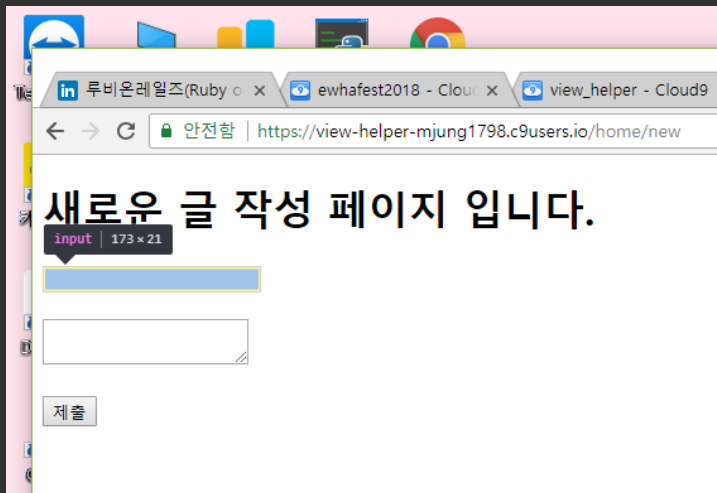 in 루비온레일즈(Ruby o
ewhafest2018 - Clou
view_helper - Cloud9
안전함 https://view-helper-mjung1798.c9users.io/home/new
새로운 글 작성 페이지 입니다.
input 173 × 21
제출